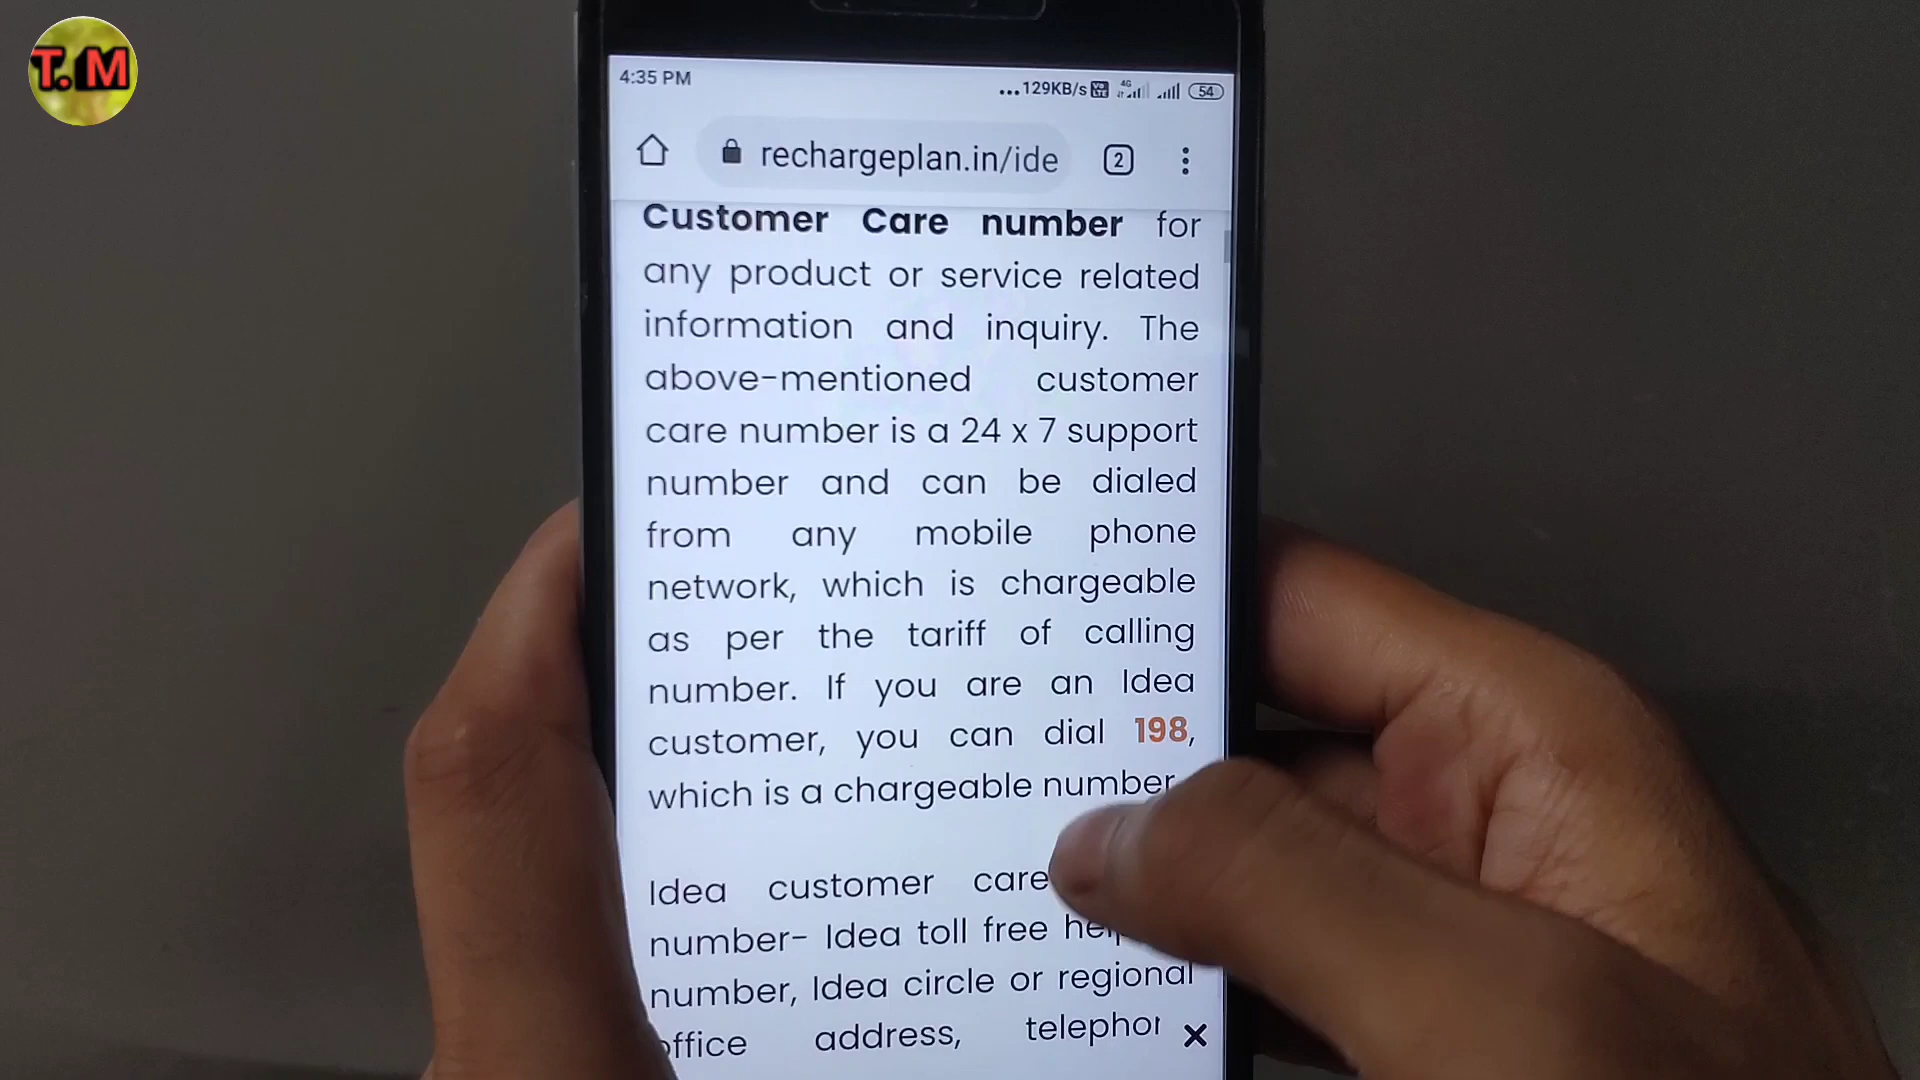 T. M
4:35 PM
...129KB/s Vo LTE 4G 54
rechargeplan.in/ide
2
Customer Care number for
any product or service related
information and inquiry. The
above-mentioned customer
care number is a 24 x 7 support
number and can be dialed
from any mobile phone
network, which is chargeable
as per the tariff of calling
number. If you are an Idea
customer, you can dial 198,
which is a chargeable number
Idea customer care
number- Idea toll free
number, Idea circle or regional
office address,